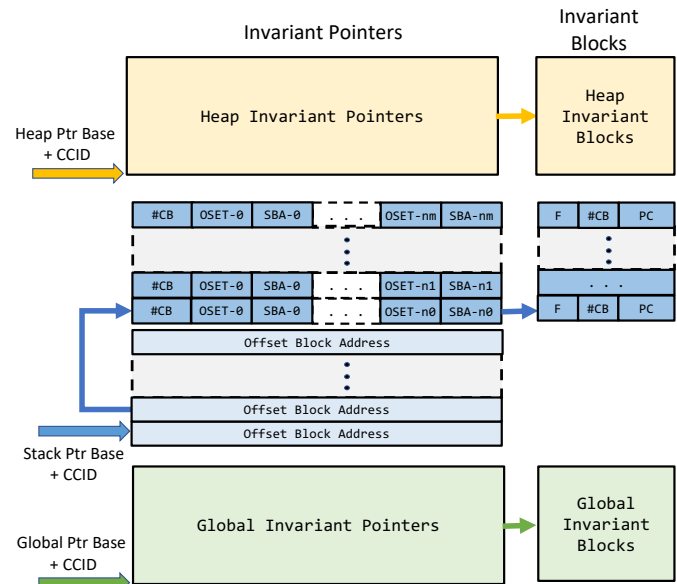 Invariant Pointers
Invariant
Blocks
Heap Invariant Pointers
Heap
Invariant
Blocks
Heap Ptr Base
+ CCID
#CB OSET-0 SBA-0 . . . OSET-nm SBA-nm
F #CB PC
#CB OSET-0 SBA-0 . . . OSET-n1 SBA-n1
. . .
#CB OSET-0 SBA-0 . . . OSET-n0 SBA-n0
F #CB PC
Offset Block Address
Offset Block Address
Offset Block Address
Stack Ptr Base
+ CCID
Global Invariant Pointers
Global
Invariant
Blocks
Global Ptr Base
+ CCID